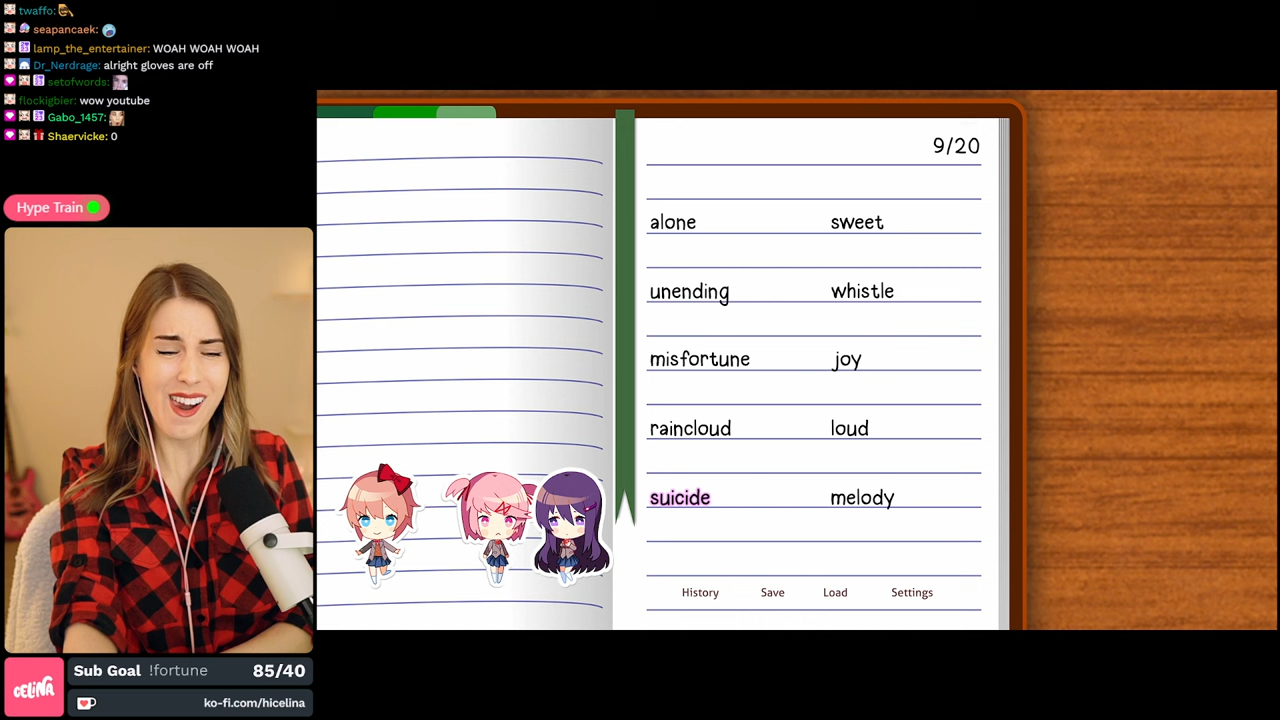 twaffo:
seapancaek:
lamp_the_entertainer: WOAH WOAH WOAH
Dr_Nerdrage: alright gloves are off
setofwords:
flockigbier: wow youtube
Gabo_1457:
Shaervicke: 0
Hype Train
9/20
alone sweet
unending whistle
misfortune joy
raincloud loud
suicide melody
History Save Load Settings
CELINA
Sub Goal !fortune 85/40
ko-fi.com/hicelina